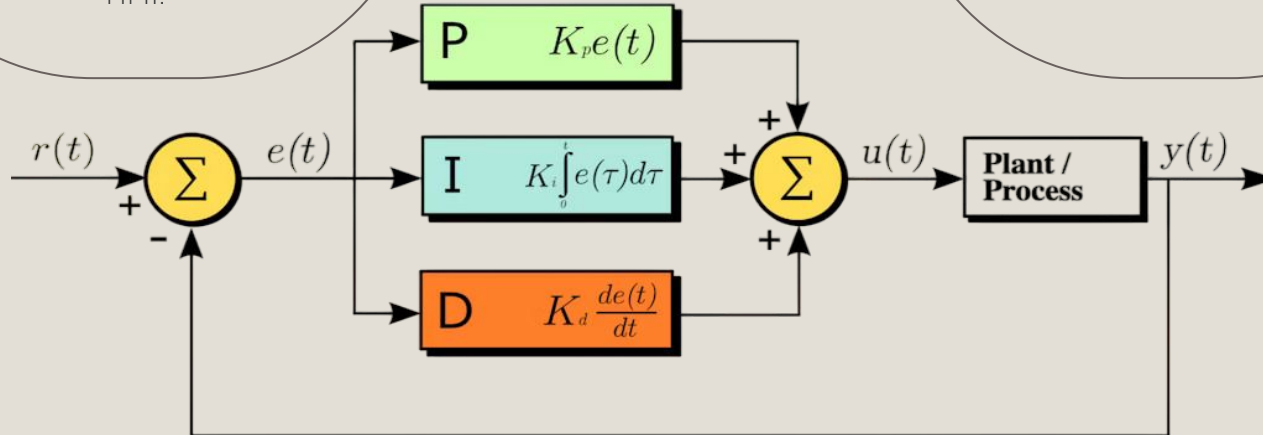 P K_p e(t)
r(t) + - Σ e(t)
I K_i ∫_0^t e(τ)dτ
D K_d de(t)/dt
+ + + Σ u(t)
Plant /
Process
y(t)